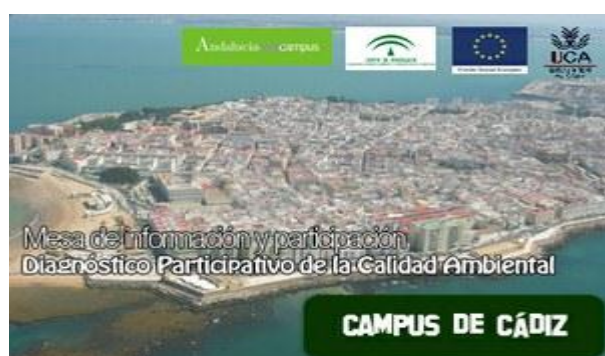 Andalucía campus
UCA
Mesa de información y participación
Diagnóstico Participativo de la Calidad Ambiental
CAMPUS DE CÁDIZ